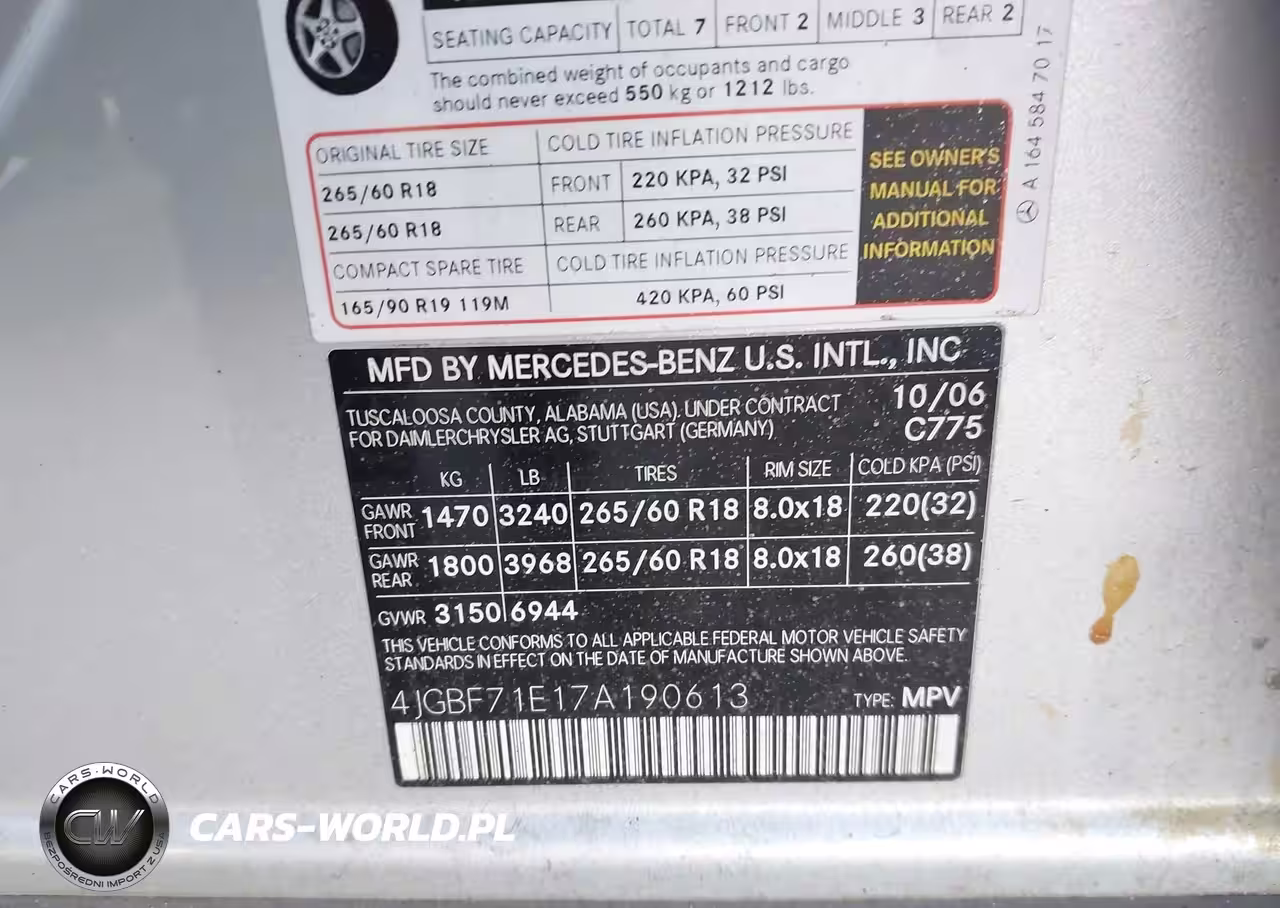 SEATING CAPACITY TOTAL 7 FRONT 2 MIDDLE 3 REAR 2
The combined weight of occupants and cargo
should never exceed 550 kg or 1212 lbs.
ORIGINAL TIRE SIZE COLD TIRE INFLATION PRESSURE
265/60 R18 FRONT 220 KPA, 32 PSI
265/60 R18 REAR 260 KPA, 38 PSI
COMPACT SPARE TIRE COLD TIRE INFLATION PRESSURE
165/90 R19 119M 420 KPA, 60 PSI
SEE OWNER'S
MANUAL FOR
ADDITIONAL
INFORMATION
A 164 584 70 17
MFD BY MERCEDES-BENZ U.S. INTL., INC
TUSCALOOSA COUNTY, ALABAMA (USA). UNDER CONTRACT
FOR DAIMLERCHRYSLER AG, STUTTGART (GERMANY)
10/06
C775
KG LB TIRES RIM SIZE COLD KPA (PSI)
GAWR FRONT 1470 3240 265/60 R18 8.0x18 220(32)
GAWR REAR 1800 3968 265/60 R18 8.0x18 260(38)
GVWR 3150 6944
THIS VEHICLE CONFORMS TO ALL APPLICABLE FEDERAL MOTOR VEHICLE SAFETY
STANDARDS IN EFFECT ON THE DATE OF MANUFACTURE SHOWN ABOVE.
4JGBF71E17A190613 TYPE: MPV
CARS-WORLD
CW
BEZPOŚREDNI IMPORT Z USA
CARS-WORLD.PL